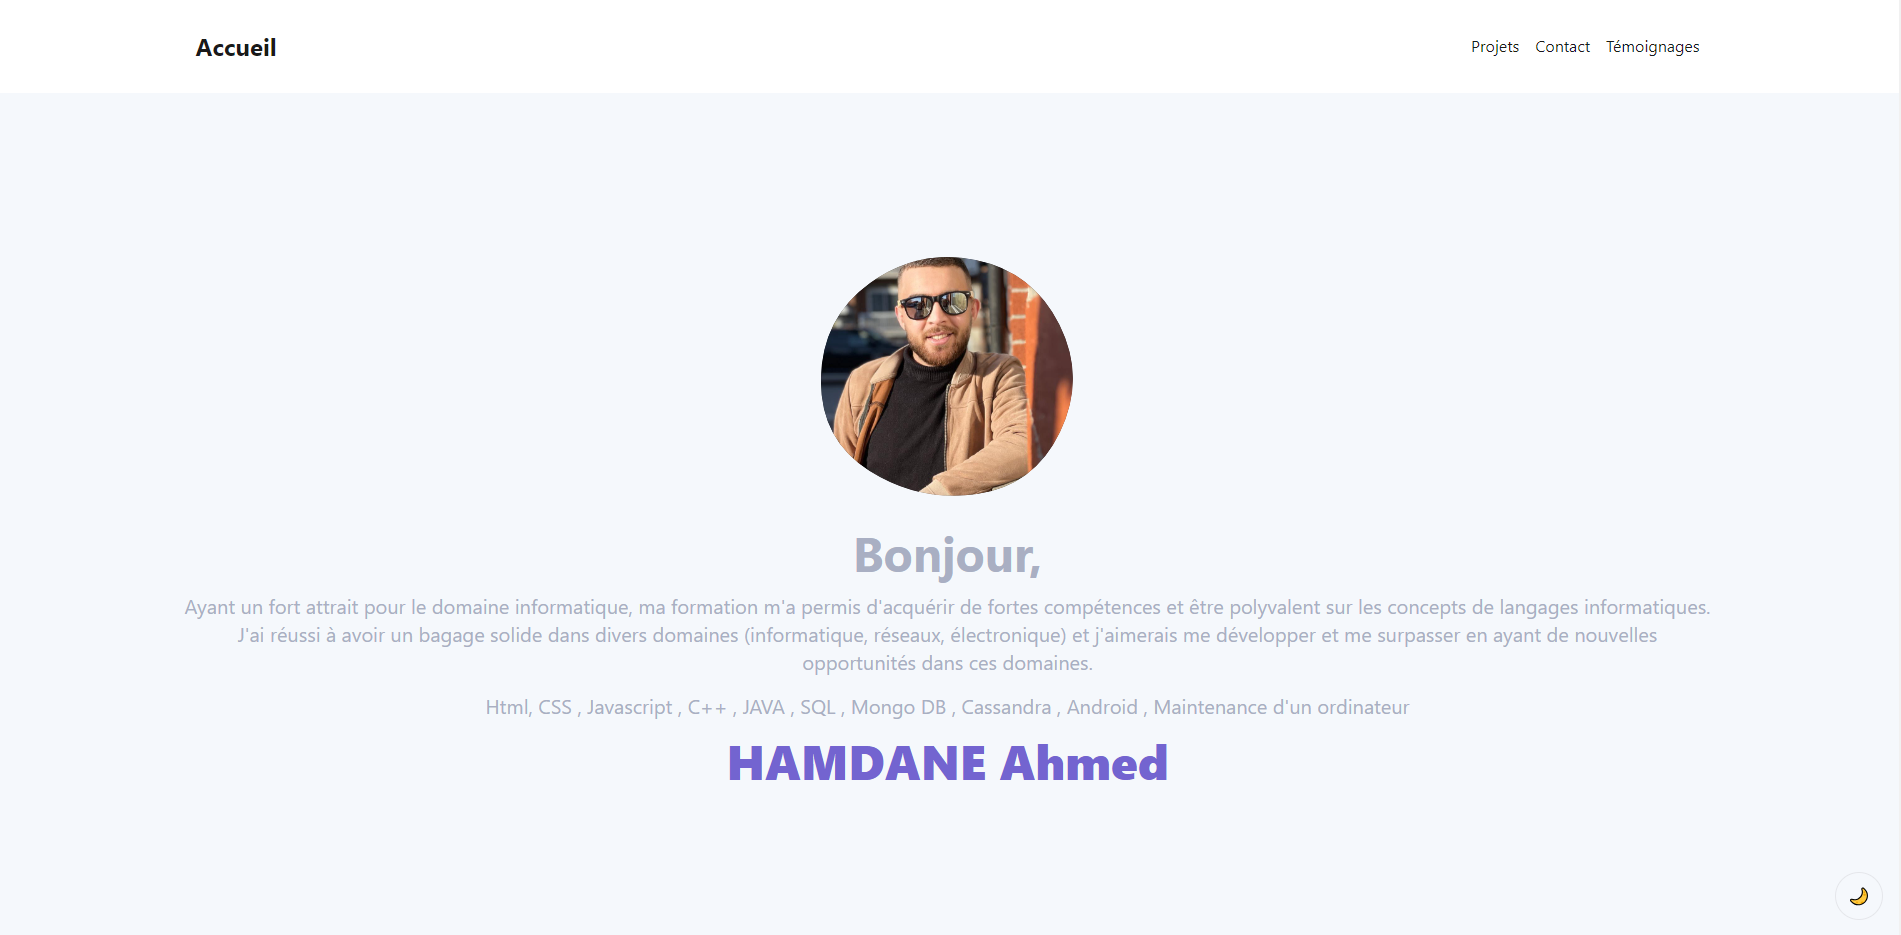 Accueil
Projets Contact Témoignages
Bonjour,
Ayant un fort attrait pour le domaine informatique, ma formation m'a permis d'acquérir de fortes compétences et être polyvalent sur les concepts de langages informatiques.
J'ai réussi à avoir un bagage solide dans divers domaines (informatique, réseaux, électronique) et j'aimerais me développer et me surpasser en ayant de nouvelles
opportunités dans ces domaines.
Html, CSS , Javascript , C++ , JAVA , SQL , Mongo DB , Cassandra , Android , Maintenance d'un ordinateur
HAMDANE Ahmed